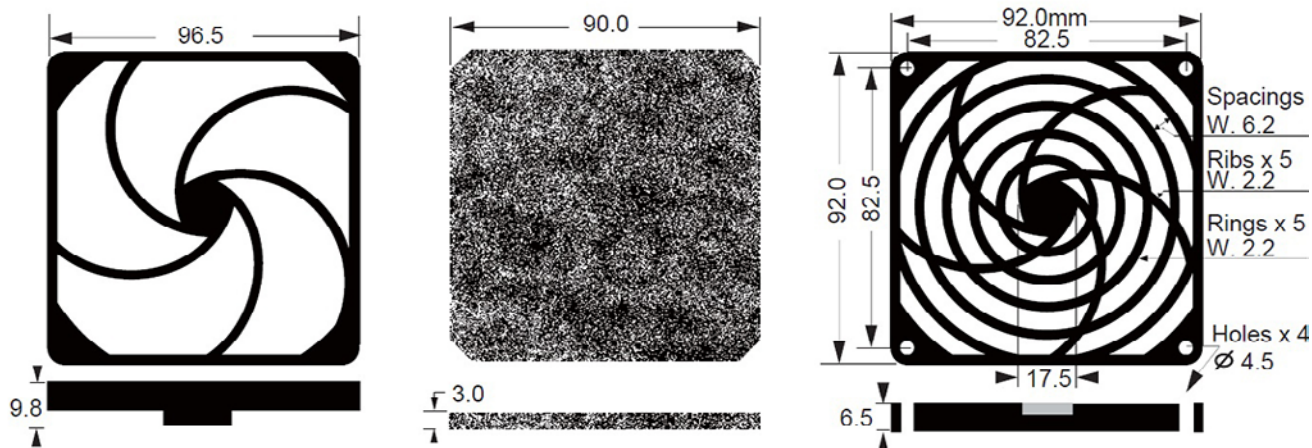 96.5
9.8
90.0
3.0
92.0mm
82.5
92.0
82.5
Spacings
W. 6.2
Ribs x 5
W. 2.2
Rings x 5
W. 2.2
Holes x 4
Ø 4.5
17.5
6.5